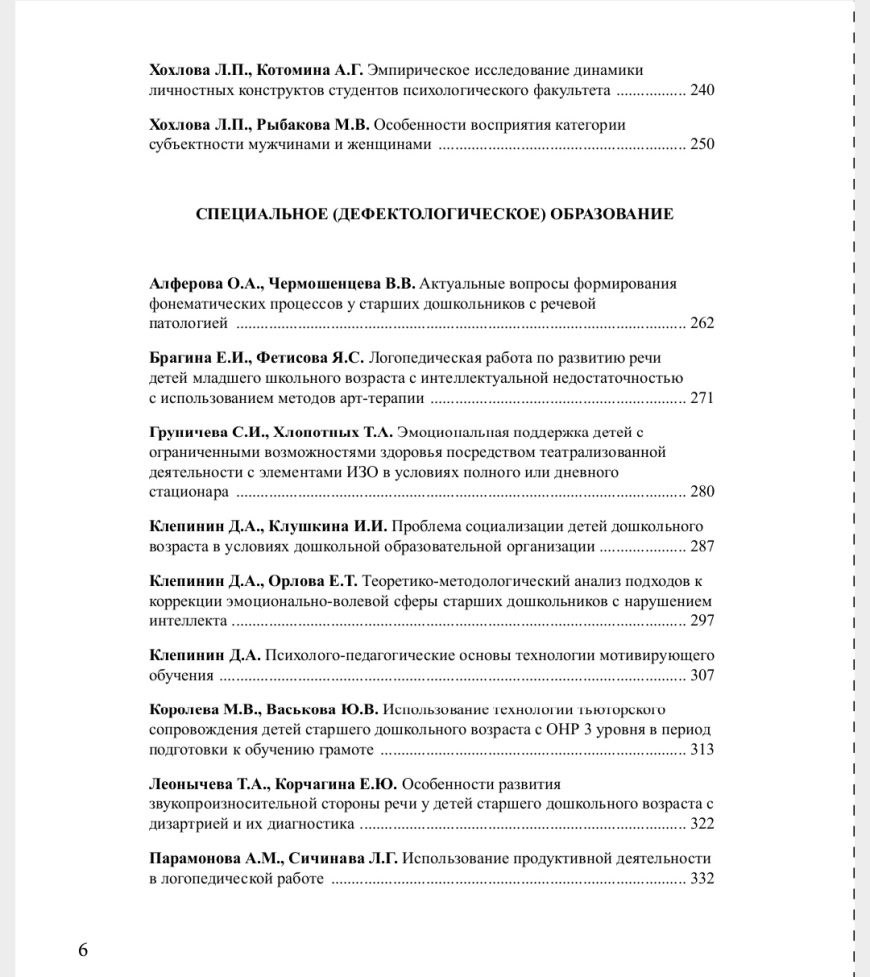 Хохлова Л.П., Котомина А.Г. Эмпирическое исследование динамики
личностных конструктов студентов психологического факультета ................. 240
Хохлова Л.П., Рыбакова М.В. Особенности восприятия категории
субъектности мужчинами и женщинами ............................................................ 250
СПЕЦИАЛЬНОЕ (ДЕФЕКТОЛОГИЧЕСКОЕ) ОБРАЗОВАНИЕ
Алферова О.А., Чермошенцева В.В. Актуальные вопросы формирования
фонематических процессов у старших дошкольников с речевой
патологией ............................................................................................................. 262
Брагина Е.И., Фетисова Я.С. Логопедическая работа по развитию речи
детей младшего школьного возраста с интеллектуальной недостаточностью
с использованием методов арт-терапии .............................................................. 271
Груничева С.И., Хлопотных Т.А. Эмоциональная поддержка детей с
ограниченными возможностями здоровья посредством театрализованной
деятельности с элементами ИЗО в условиях полного или дневного
стационара ............................................................................................................. 280
Клепинин Д.А., Клушкина И.И. Проблема социализации детей дошкольного
возраста в условиях дошкольной образовательной организации ..................... 287
Клепинин Д.А., Орлова Е.Т. Теоретико-методологический анализ подходов к
коррекции эмоционально-волевой сферы старших дошкольников с нарушением
интеллекта .............................................................................................................. 297
Клепинин Д.А. Психолого-педагогические основы технологии мотивирующего
обучения ................................................................................................................. 307
Королева М.В., Васькова Ю.В. Использование технологии тьюторского
сопровождения детей старшего дошкольного возраста с ОНР 3 уровня в период
подготовки к обучению грамоте .......................................................................... 313
Леонычева Т.А., Корчагина Е.Ю. Особенности развития
звукопроизносительной стороны речи у детей старшего дошкольного возраста с
дизартрией и их диагностика ............................................................................... 322
Парамонова А.М., Сичинава Л.Г. Использование продуктивной деятельности
в логопедической работе ...................................................................................... 332
6